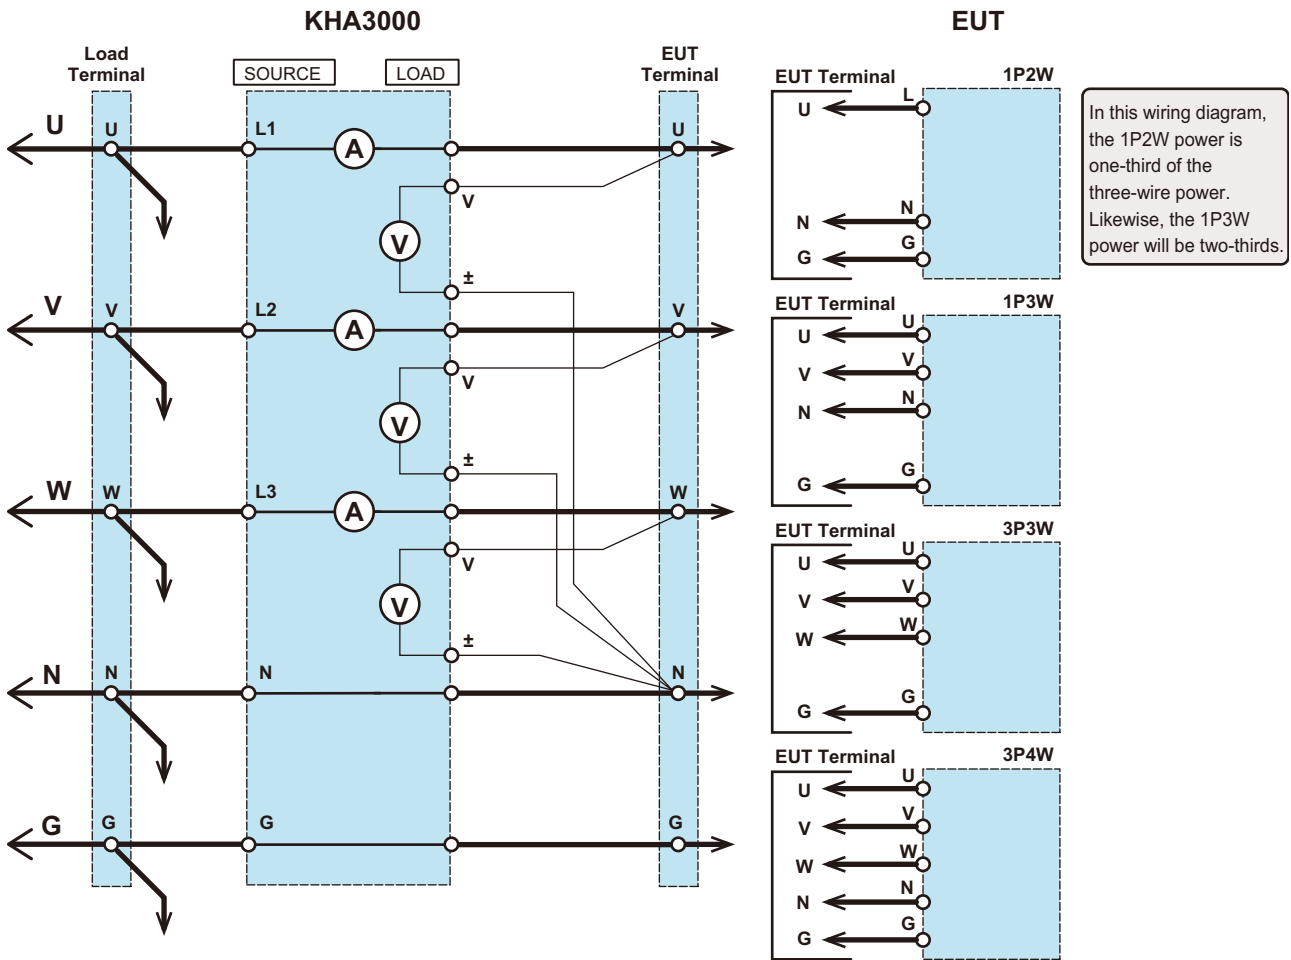 KHA3000
EUT
Load
Terminal
SOURCE
LOAD
EUT
Terminal
U
U
L1
A
U
V
V
±
V
V
L2
A
V
V
V
±
W
W
L3
A
W
V
V
±
N
N
N
N
G
G
G
G
EUT Terminal
1P2W
U
L
N
N
G
G
EUT Terminal
1P3W
U
U
V
V
N
N
G
G
EUT Terminal
3P3W
U
U
V
V
W
W
G
G
EUT Terminal
3P4W
U
U
V
V
W
W
N
N
G
G
In this wiring diagram,
the 1P2W power is
one-third of the
three-wire power.
Likewise, the 1P3W
power will be two-thirds.